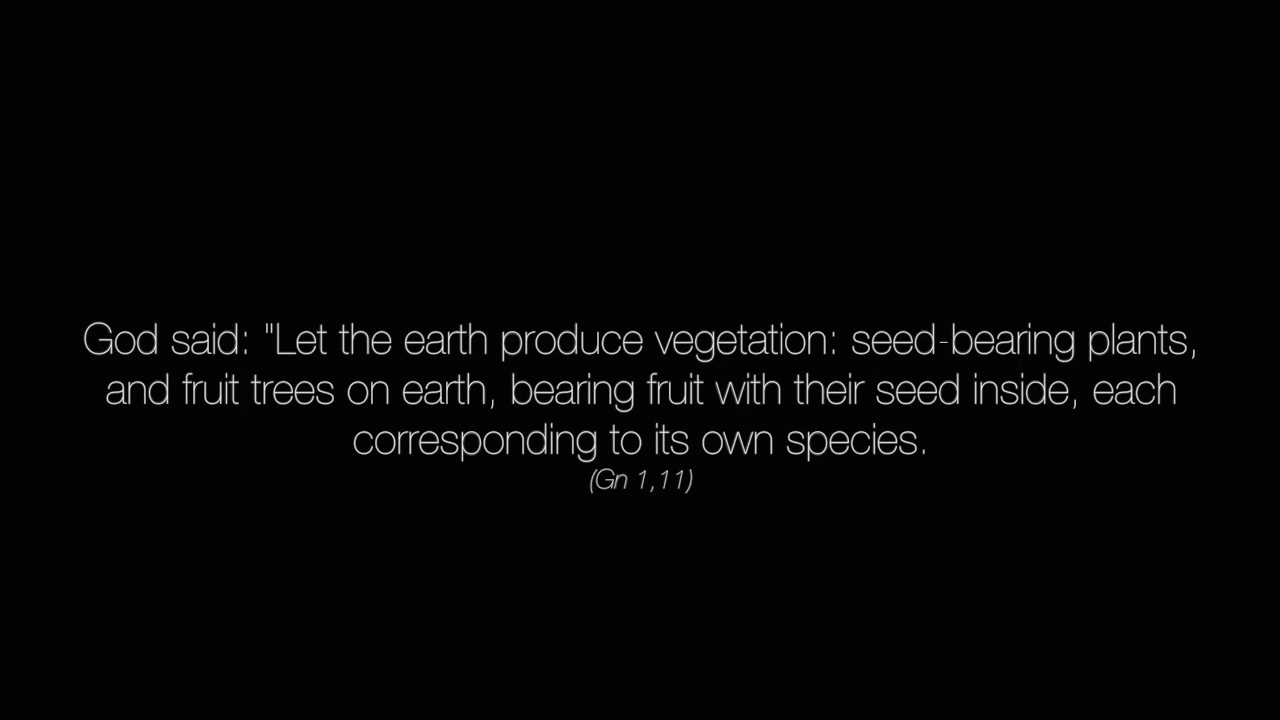 God said: "Let the earth produce vegetation: seed-bearing plants,
and fruit trees on earth, bearing fruit with their seed inside, each
corresponding to its own species.
(Gn 1,11)